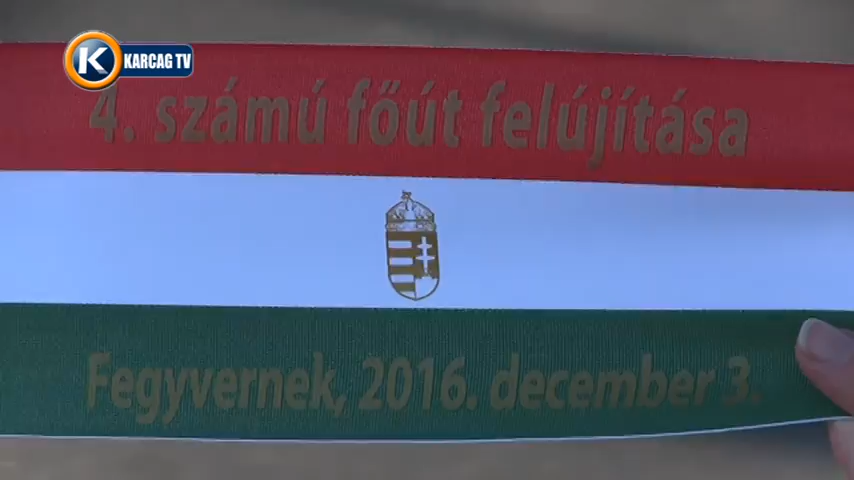 K KARCAG TV
4. számú főút felújítása
Fegyvernek, 2016. december 3.